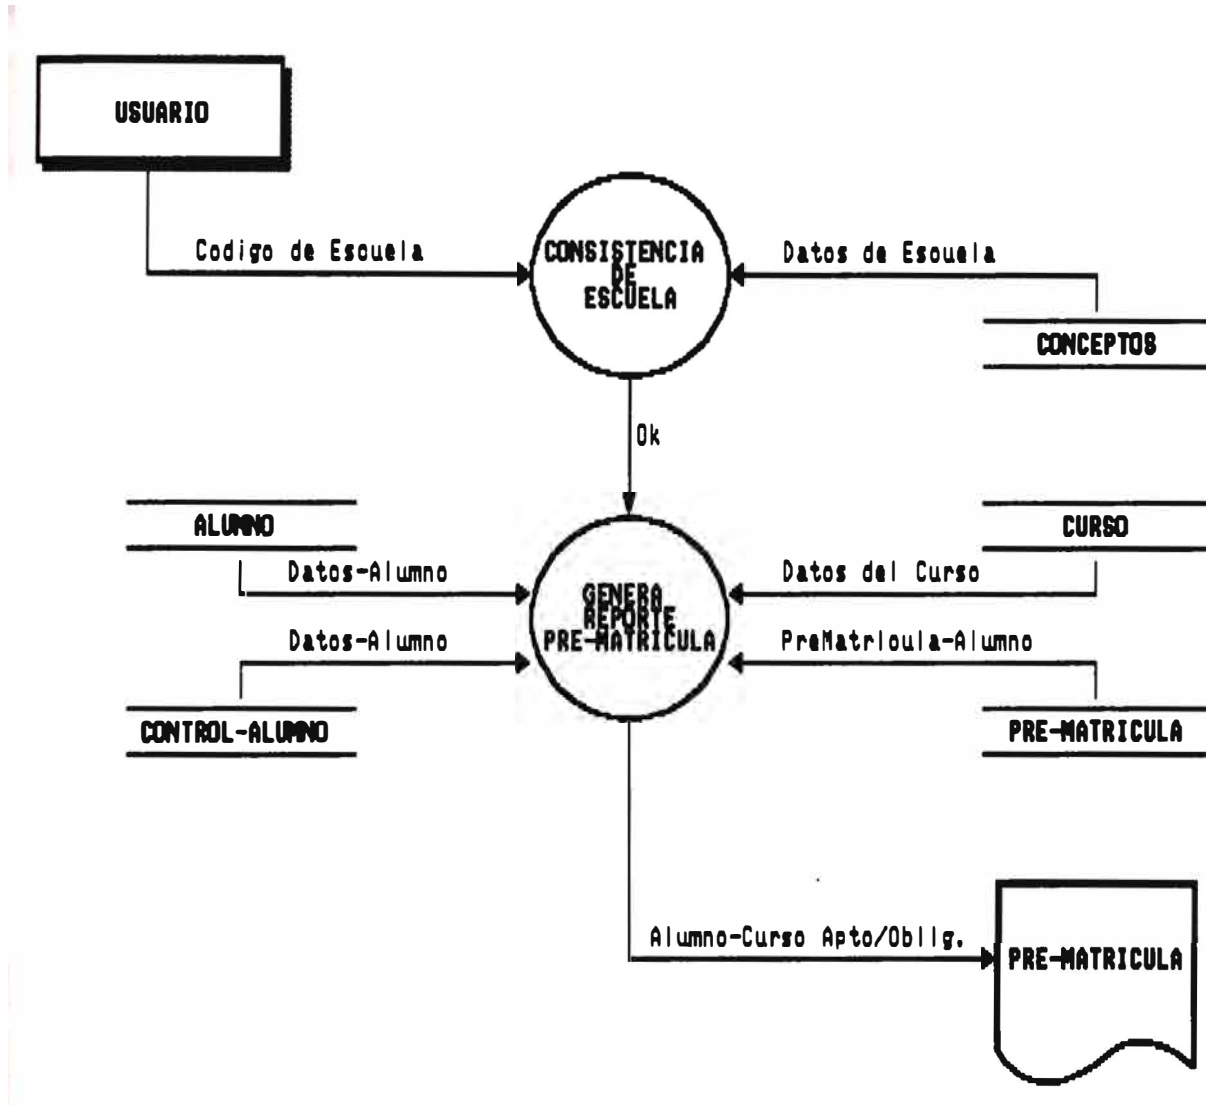 USUARIO
Codigo de Escuela
CONSISTENCIA
DE
ESCUELA
Datos de Escuela
CONCEPTOS
Ok
ALUMNO
CURSO
Datos-Alumno
Datos del Curso
GENERA
REPORTE
PRE-MATRICULA
Datos-Alumno
PreMatricula-Alumno
CONTROL-ALUMNO
PRE-MATRICULA
Alumno-Curso Apto/Oblig.
PRE-MATRICULA